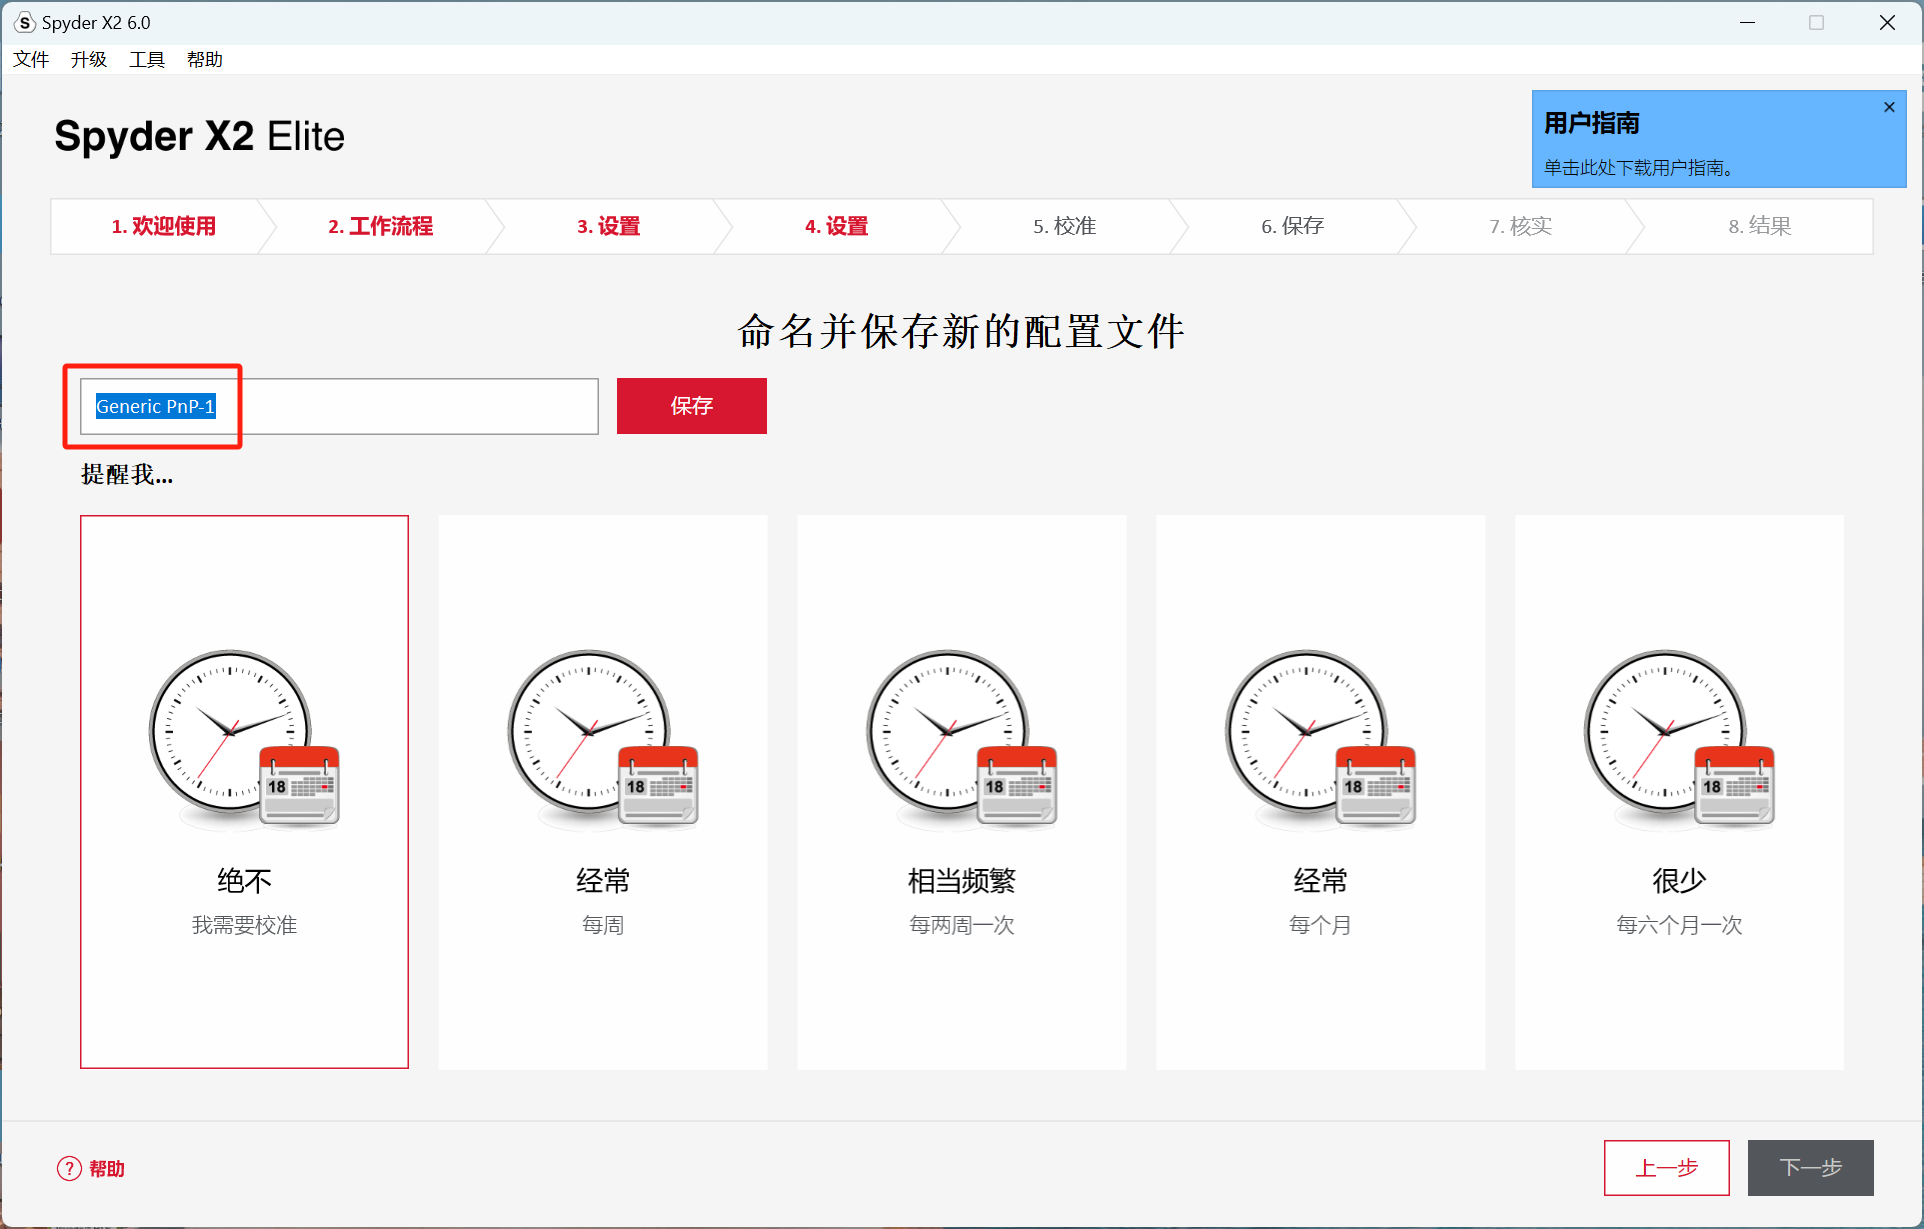 Spyder X2 6.0
文件 升级 工具 帮助
Spyder X2 Elite
用户指南
单击此处下载用户指南。
1. 欢迎使用 2. 工作流程 3. 设置 4. 设置 5. 校准 6. 保存 7. 核实 8. 结果
命名并保存新的配置文件
Generic PnP-1 保存
提醒我...
18 18 18 18 18
绝不 经常 相当频繁 经常 很少
我需要校准 每周 每两周一次 每个月 每六个月一次
? 帮助 上一步 下一步